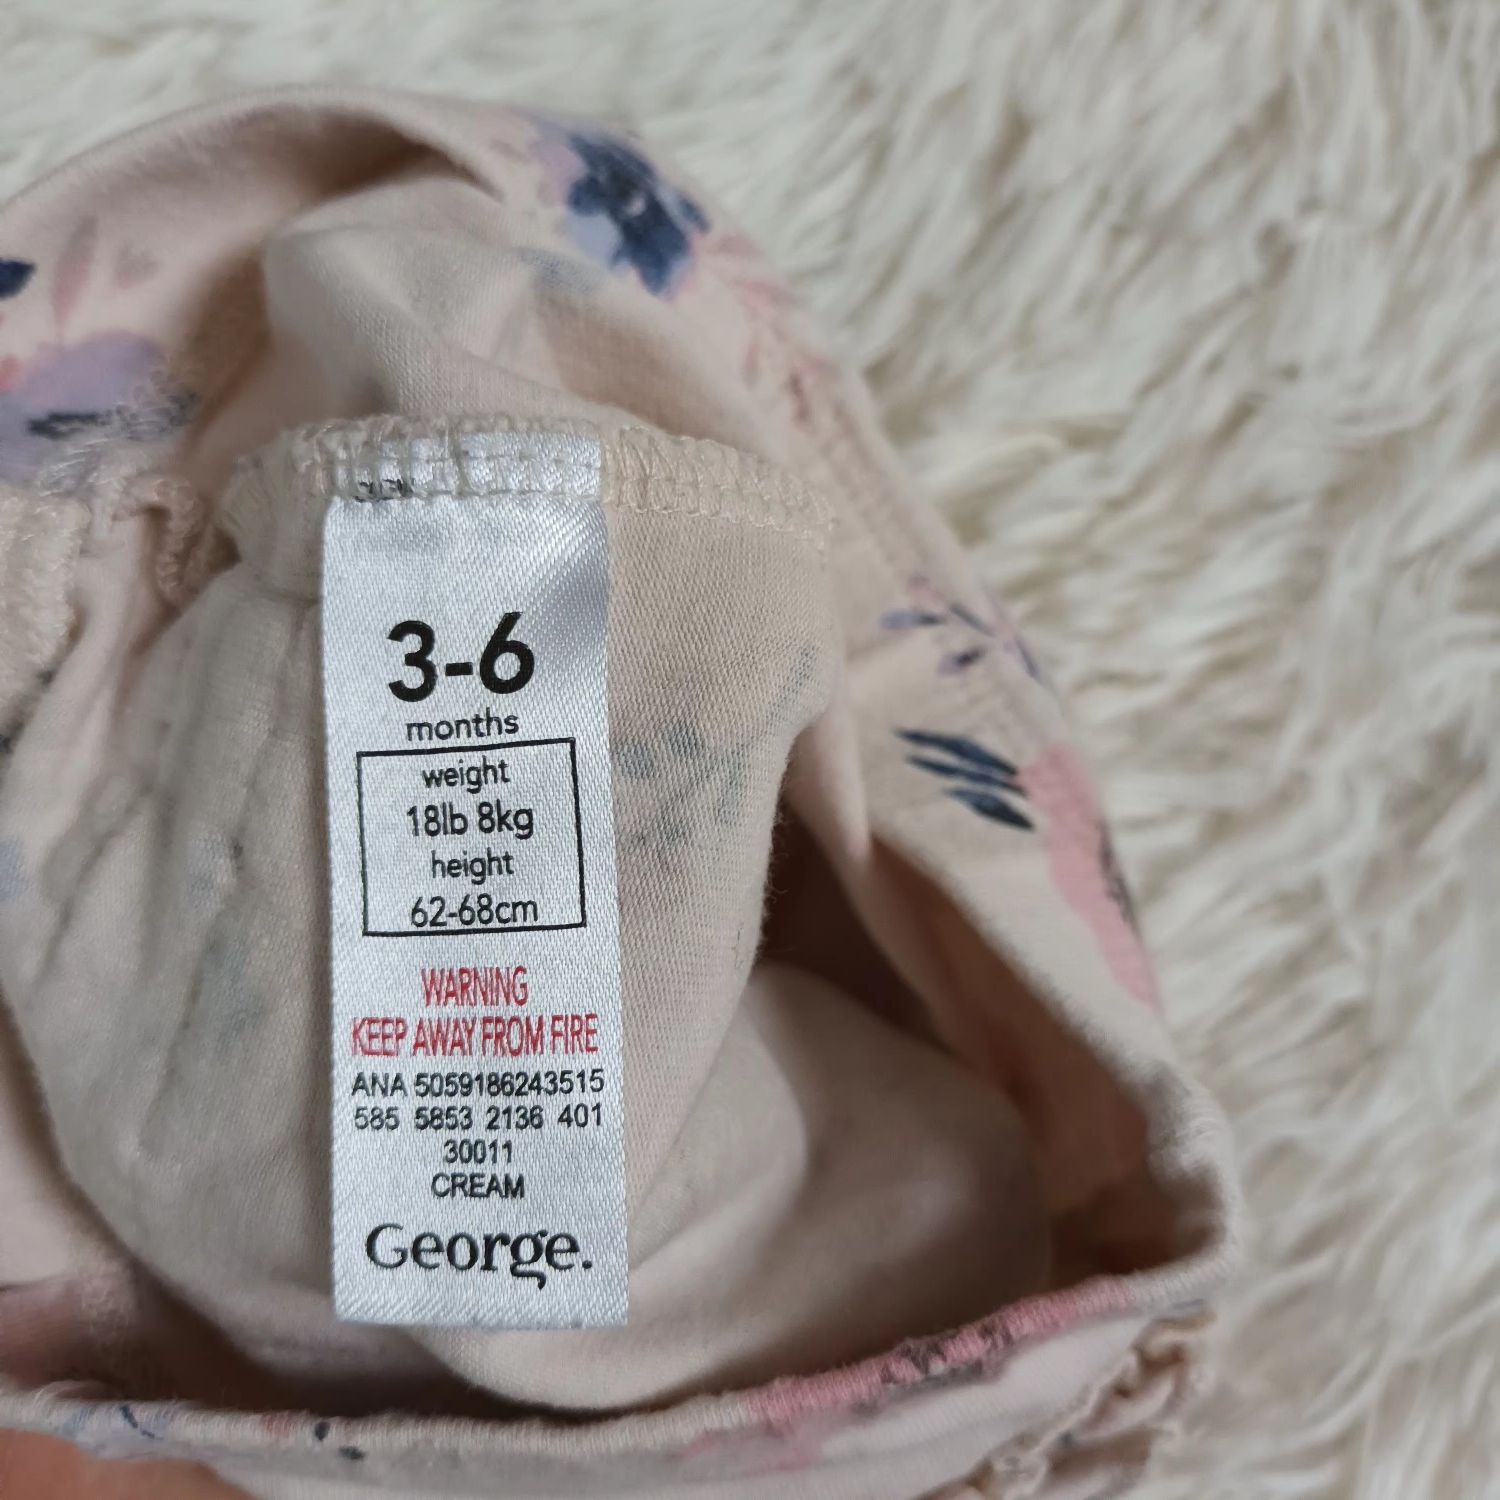 3-6
months
weight
18lb 8kg
height
62-68cm
WARNING
KEEP AWAY FROM FIRE
ANA 5059186243515
585 5853 2136 401
30011
CREAM
George.